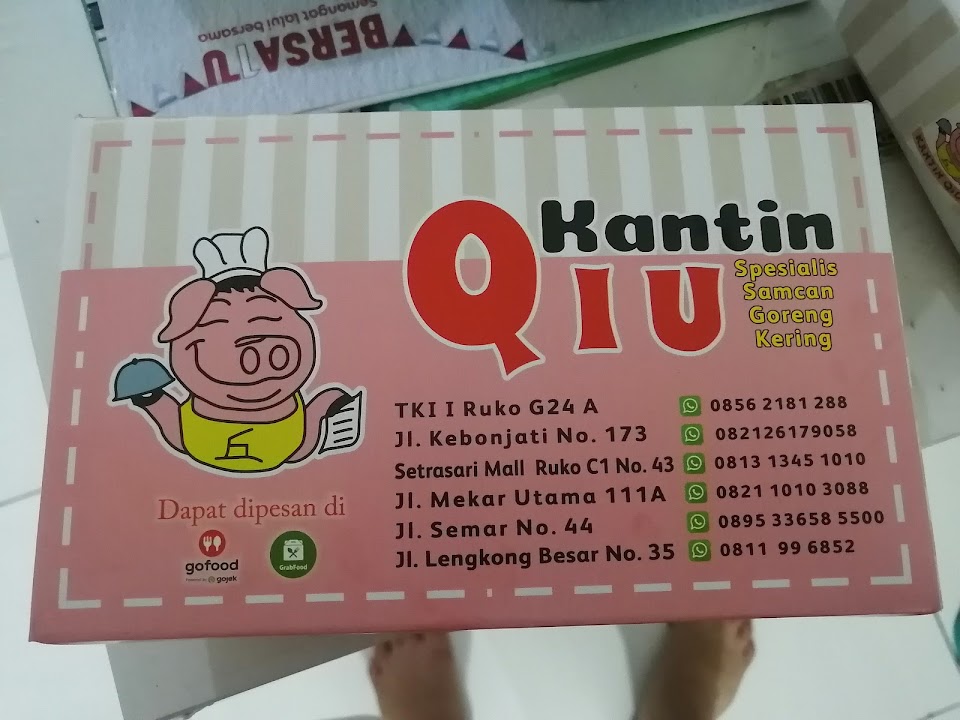 Semangat lalui bersama
BERSATU
Kantin
QIU
Spesialis
Samcan
Goreng
Kering
TKI I Ruko G24 A 0856 2181 288
Jl. Kebonjati No. 173 082126179058
Setrasari Mall Ruko C1 No. 43 0813 1345 1010
Jl. Mekar Utama 111A 0821 1010 3088
Jl. Semar No. 44 0895 33658 5500
Jl. Lengkong Besar No. 35 0811 99 6852
Dapat dipesan di
gofood
Powered by gojek
GrabFood